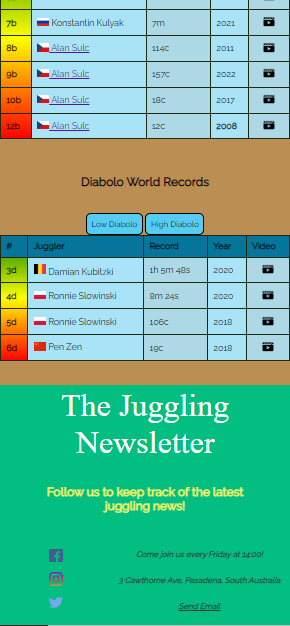 7b Konstantin Kulyak 7m 2021
8b Alan Sulc 114c 2011
9b Alan Sulc 157c 2022
10b Alan Sulc 18c 2017
12b Alan Sulc 12c 2008
Diabolo World Records
Low Diabolo High Diabolo
# Juggler Record Year Video
3d Damian Kubitzki 1h 5m 48s 2020
4d Ronnie Slowinski 8m 24s 2020
5d Ronnie Slowinski 106c 2018
6d Pen Zen 19c 2018
The Juggling
Newsletter
Follow us to keep track of the latest
juggling news!
Come join us every Friday at 14:00!
3 Cawthorne Ave, Pasadena, South Australia
Send Email